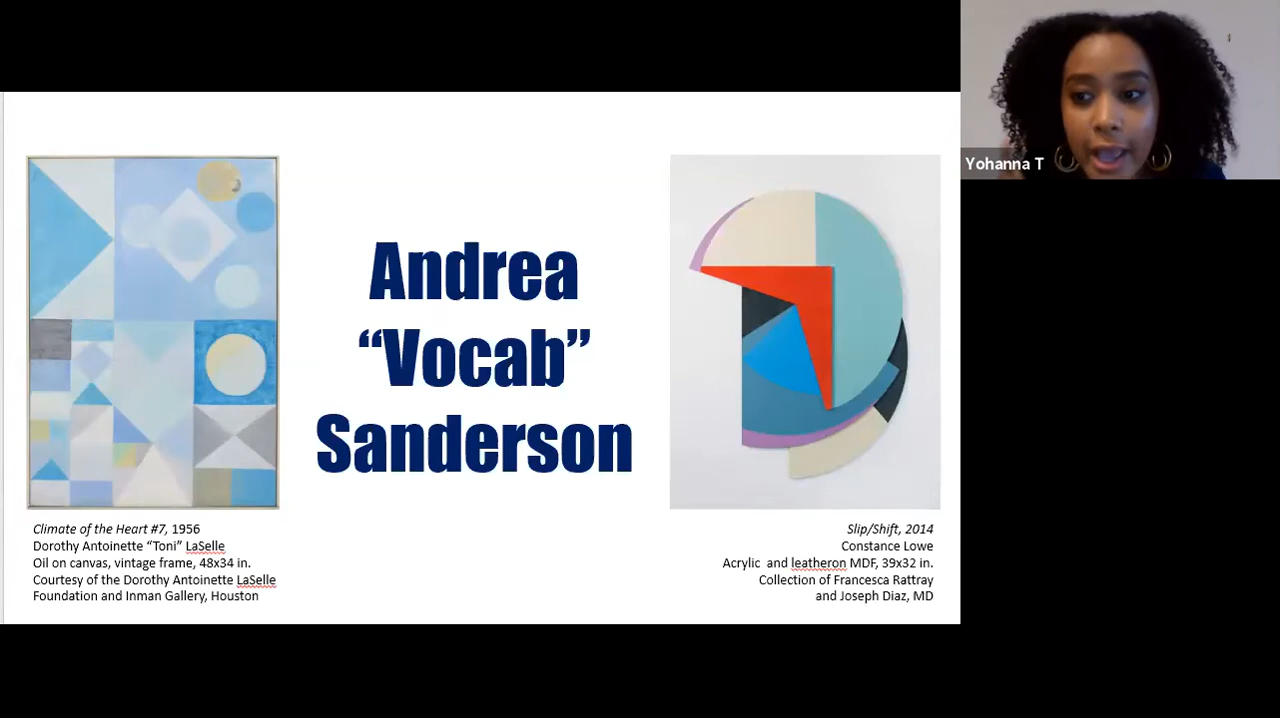 Andrea
“Vocab”
Sanderson
Climate of the Heart #7, 1956
Dorothy Antoinette “Toni” LaSelle
Oil on canvas, vintage frame, 48x34 in.
Courtesy of the Dorothy Antoinette LaSelle
Foundation and Inman Gallery, Houston
Slip/Shift, 2014
Constance Lowe
Acrylic and leatheron MDF, 39x32 in.
Collection of Francesca Rattray
and Joseph Diaz, MD
Yohanna T